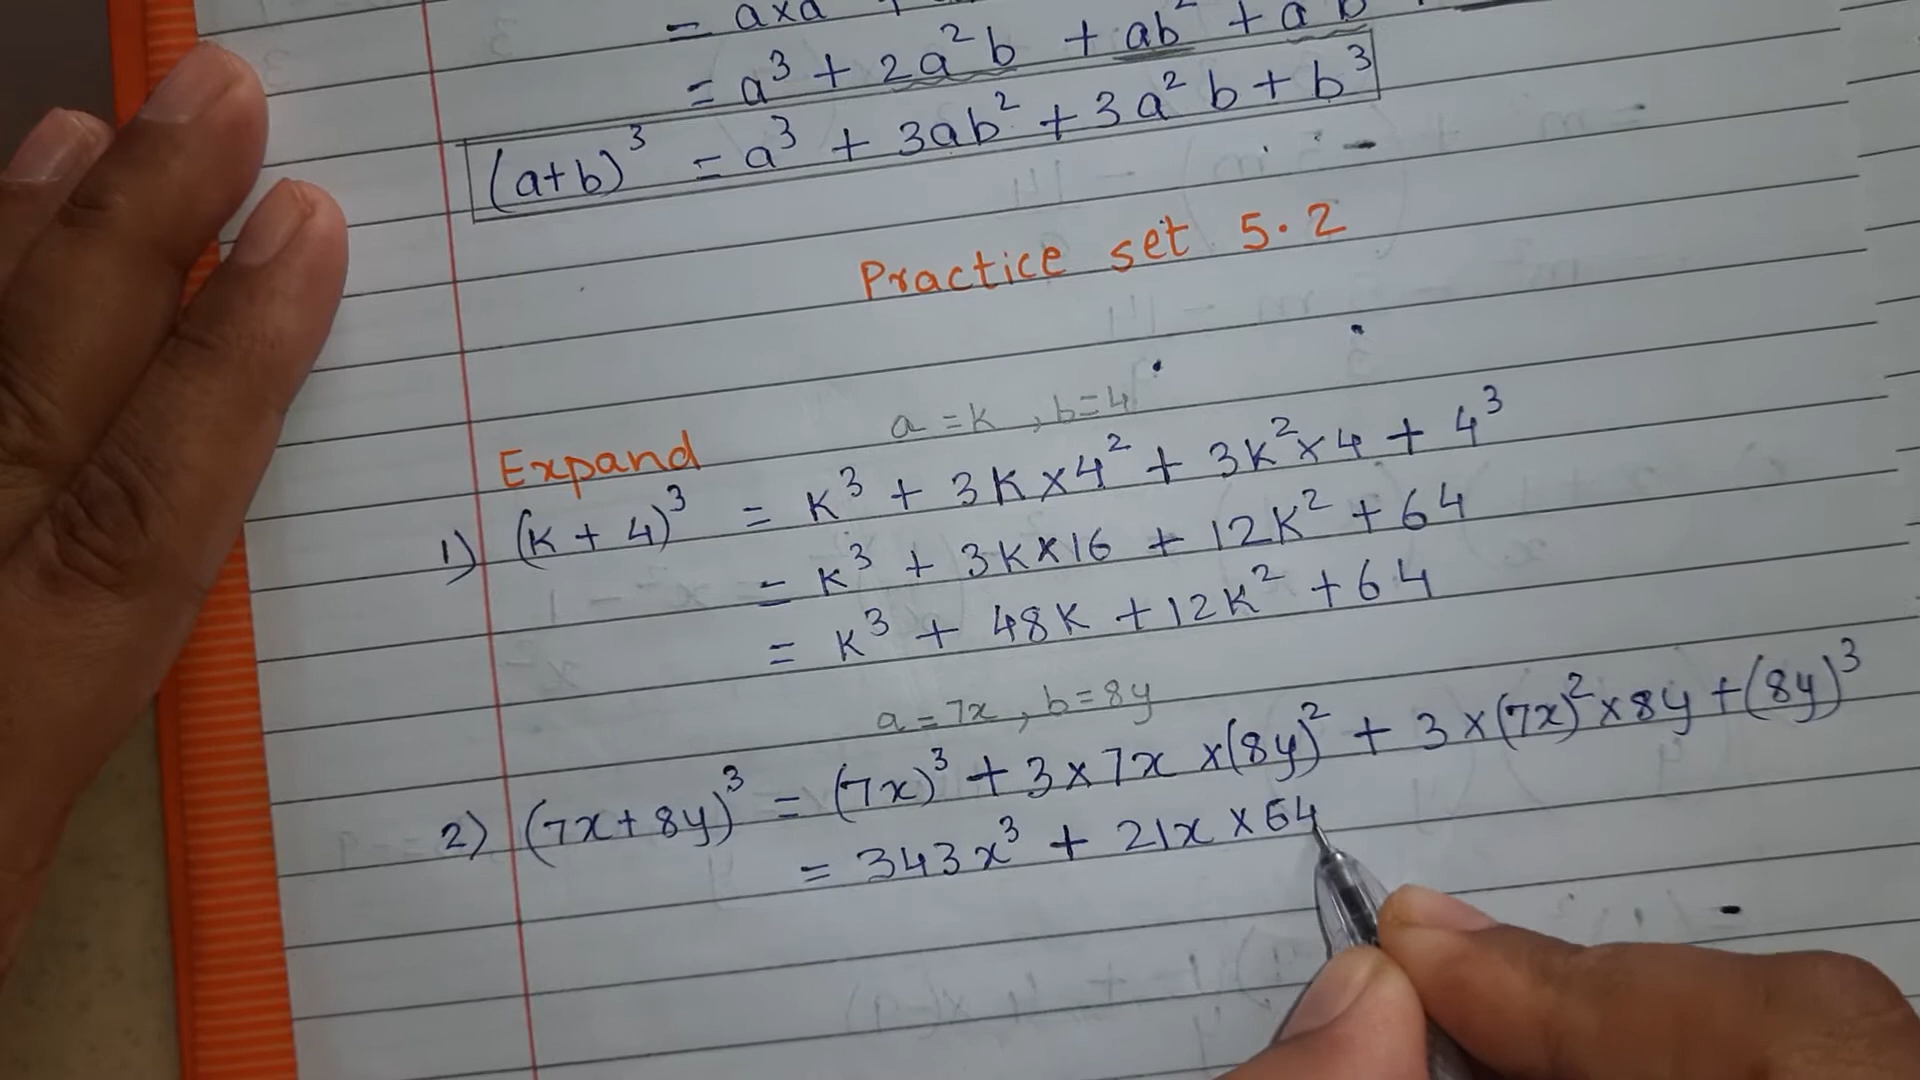 = a×a
= a³ + 2a²b + ab² + a b
(a+b)³ = a³ + 3ab² + 3a²b + b³
Practice set 5.2
a = k , b = 4
Expand
1) (k + 4)³ = k³ + 3k × 4² + 3k² × 4 + 4³
= k³ + 3k × 16 + 12k² + 64
= k³ + 48k + 12k² + 64
a = 7x , b = 8y
2) (7x + 8y)³ = (7x)³ + 3 × 7x × (8y)² + 3 × (7x)² × 8y + (8y)³
= 343x³ + 21x × 64